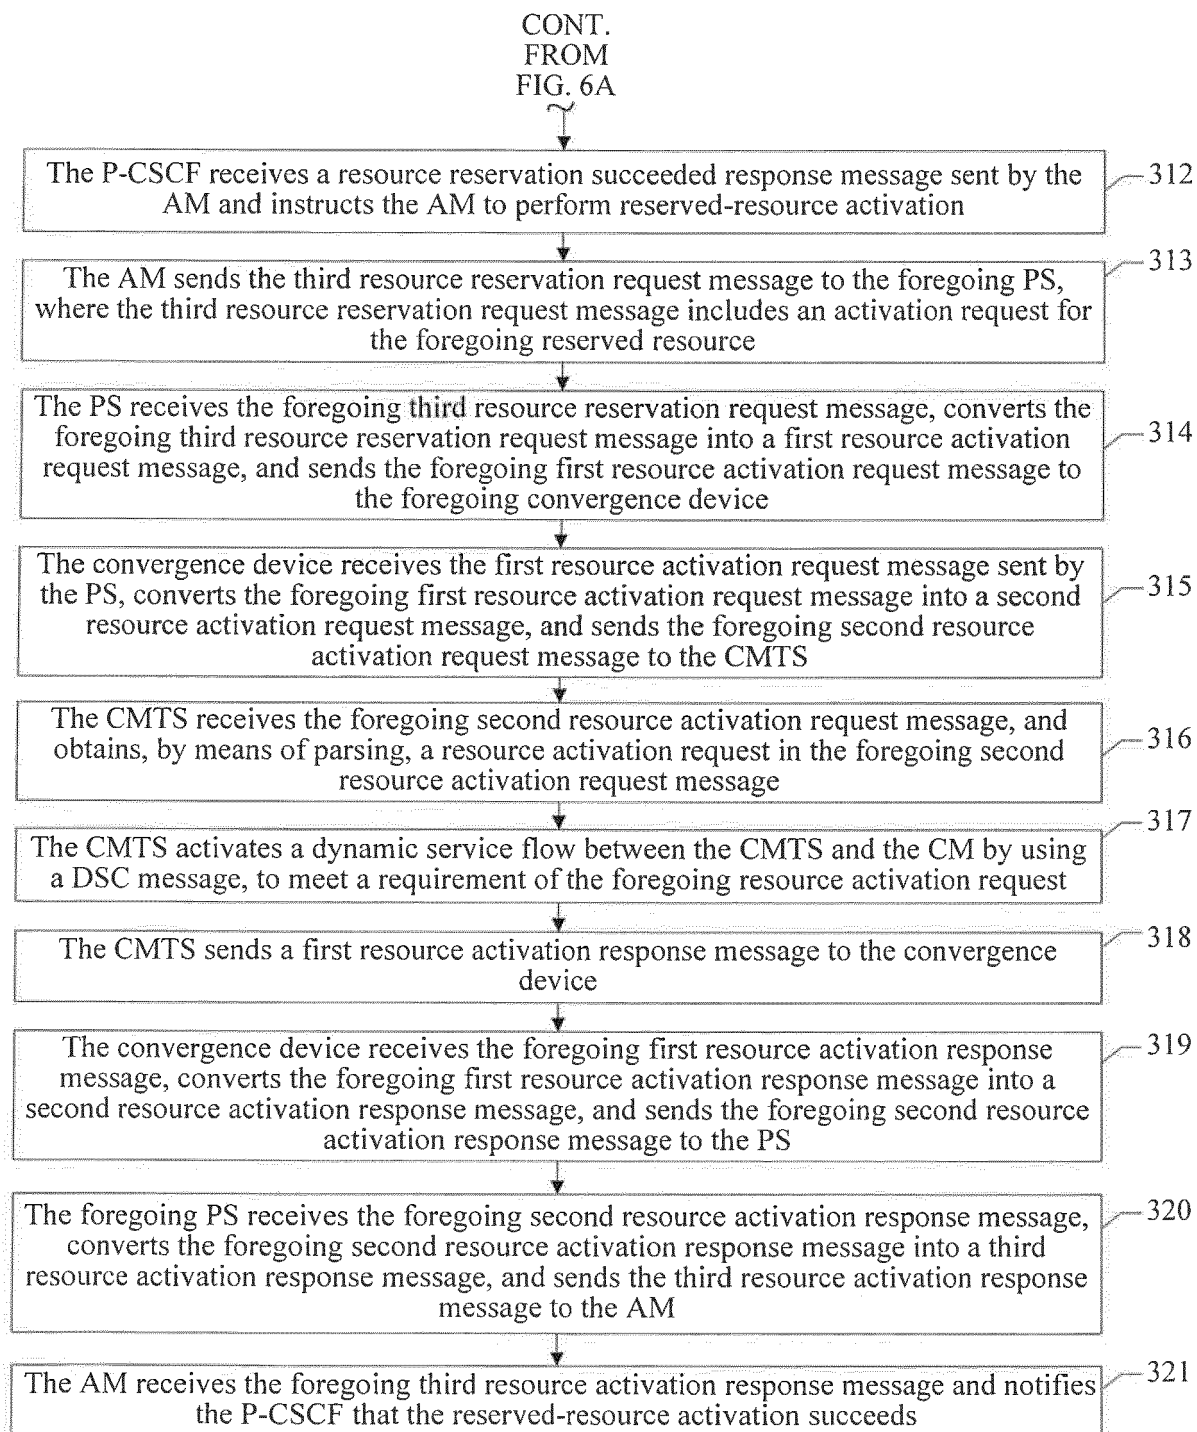 CONT.
FROM
FIG. 6A
The P-CSCF receives a resource reservation succeeded response message sent by the
AM and instructs the AM to perform reserved-resource activation
312
The AM sends the third resource reservation request message to the foregoing PS,
where the third resource reservation request message includes an activation request for
the foregoing reserved resource
313
The PS receives the foregoing third resource reservation request message, converts the
foregoing third resource reservation request message into a first resource activation
request message, and sends the foregoing first resource activation request message to
the foregoing convergence device
314
The convergence device receives the first resource activation request message sent by
the PS, converts the foregoing first resource activation request message into a second
resource activation request message, and sends the foregoing second resource
activation request message to the CMTS
315
The CMTS receives the foregoing second resource activation request message, and
obtains, by means of parsing, a resource activation request in the foregoing second
resource activation request message
316
The CMTS activates a dynamic service flow between the CMTS and the CM by using
a DSC message, to meet a requirement of the foregoing resource activation request
317
The CMTS sends a first resource activation response message to the convergence
device
318
The convergence device receives the foregoing first resource activation response
message, converts the foregoing first resource activation response message into a
second resource activation response message, and sends the foregoing second resource
activation response message to the PS
319
The foregoing PS receives the foregoing second resource activation response message,
converts the foregoing second resource activation response message into a third
resource activation response message, and sends the third resource activation response
message to the AM
320
The AM receives the foregoing third resource activation response message and notifies
the P-CSCF that the reserved-resource activation succeeds
321